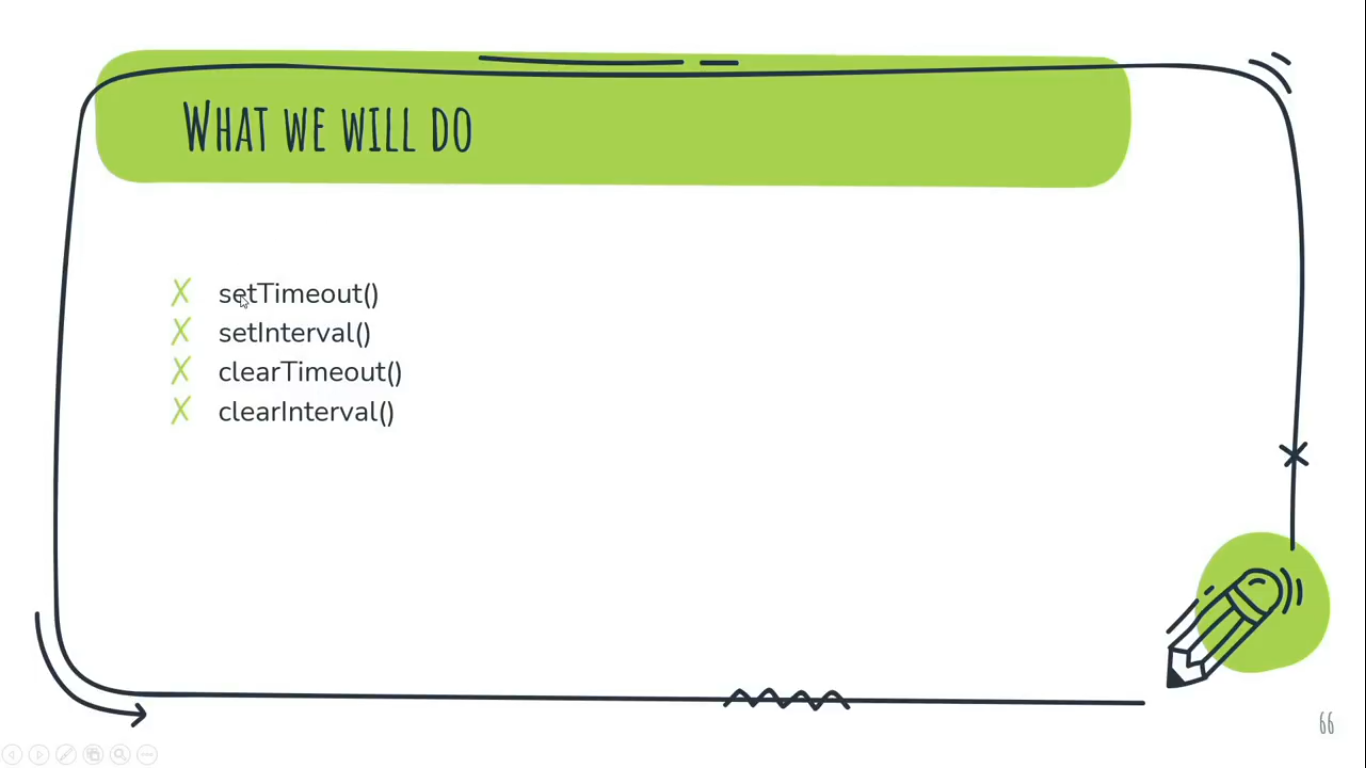 What we will do
setTimeout()
setInterval()
clearTimeout()
clearInterval()
66